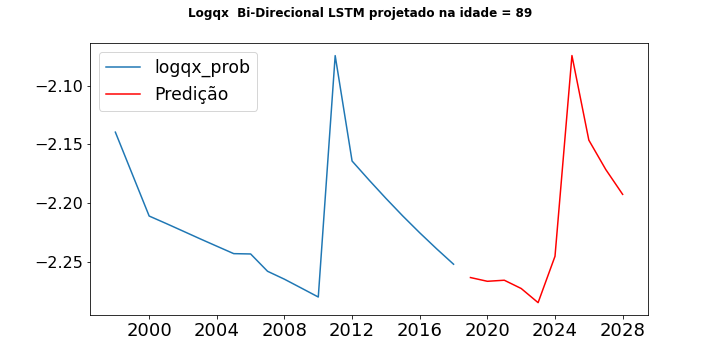 Logqx  Bi-Direcional LSTM projetado na idade = 89
logqx_prob
Predição
−2.10
−2.15
−2.20
−2.25
2000 2004 2008 2012 2016 2020 2024 2028